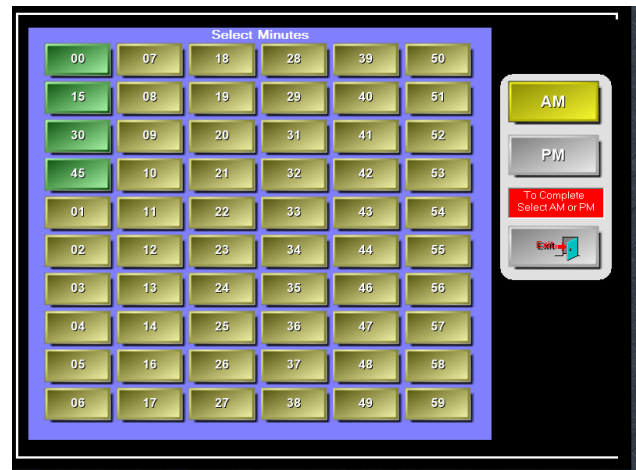 Select Minutes
00 07 18 28 39 50
15 08 19 29 40 51
30 09 20 31 41 52
45 10 21 32 42 53
01 11 22 33 43 54
02 12 23 34 44 55
03 13 24 35 46 56
04 14 25 36 47 57
05 16 26 37 48 58
06 17 27 38 49 59
AM
PM
To Complete
Select AM or PM
Exit